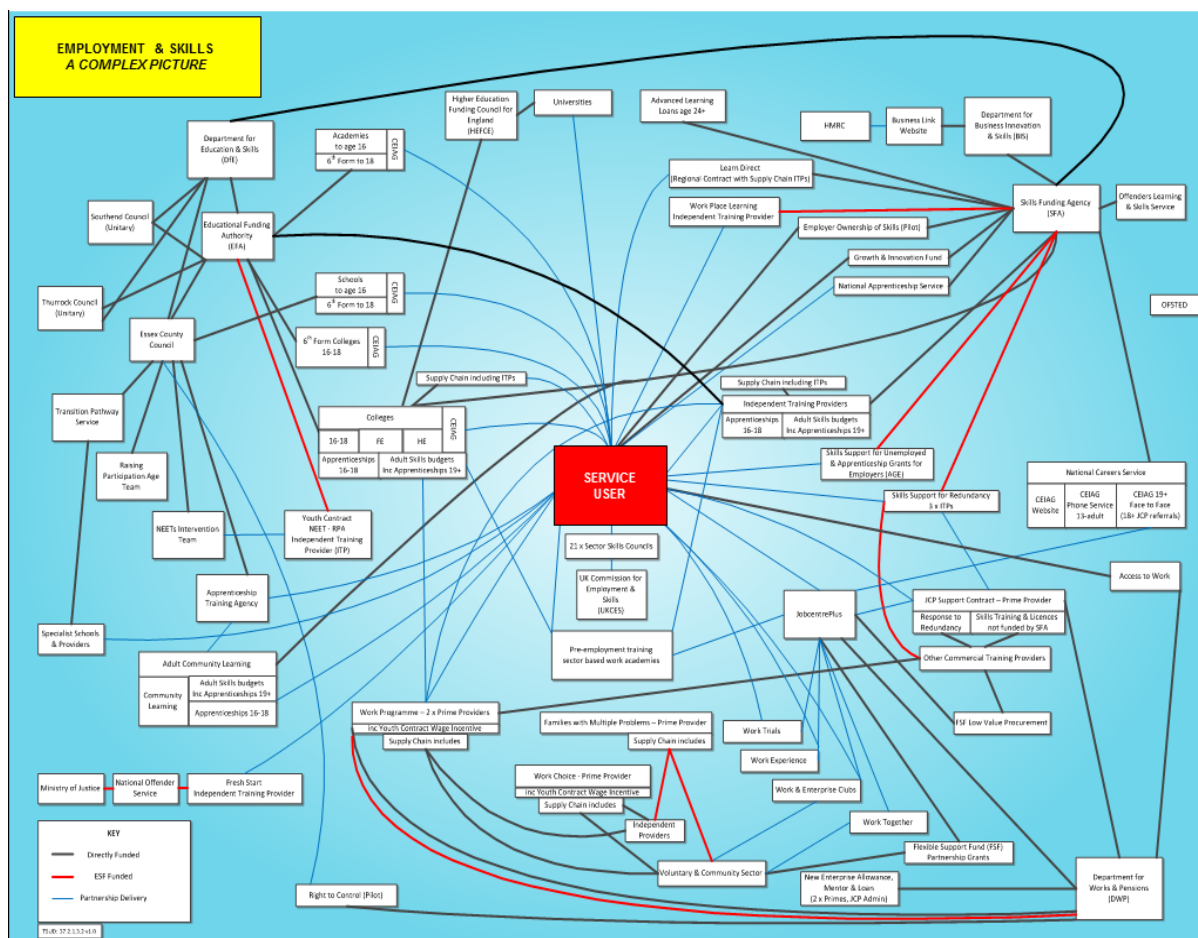 EMPLOYMENT & SKILLS
A COMPLEX PICTURE
Higher Education
Funding Council for
England
(HEFCE)
Universities
Advanced Learning
Loans age 24+
HMRC
Business Link
Website
Department for
Business Innovation
& Skills (BIS)
Department for
Education & Skills
(DfE)
Academies
to age 16
6th Form to 18
CEIAG
Learn Direct
(Regional Contract with Supply Chain ITPs)
Work Place Learning
Independent Training Provider
Skills Funding Agency
(SFA)
Offenders Learning
& Skills Service
Southend Council
(Unitary)
Educational Funding
Authority
(EFA)
Employer Ownership of Skills (Pilot)
Growth & Innovation Fund
National Apprenticeship Service
Schools
to age 16
6th Form to 18
CEIAG
Thurrock Council
(Unitary)
OFSTED
Essex County
Council
6th Form Colleges
16-18
CEIAG
Supply Chain including ITPs
Supply Chain including ITPs
Transition Pathway
Service
Colleges
16-18
FE
HE
CEIAG
Apprenticeships
16-18
Adult Skills budgets
Inc Apprenticeships 19+
Independent Training Providers
Apprenticeships
16-18
Adult Skills budgets
Inc Apprenticeships 19+
Raising
Participation Age
Team
SERVICE
USER
Skills Support for Unemployed
& Apprenticeship Grants for
Employers (AGE)
National Careers Service
CEIAG
Website
CEIAG
Phone Service
13-adult
CEIAG 19+
Face to Face
(18+ JCP referrals)
Skills Support for Redundancy
3 x ITPs
NEETs Intervention
Team
Youth Contract
NEET - RPA
Independent Training
Provider (ITP)
21 x Sector Skills Councils
UK Commission for
Employment &
Skills
(UKCES)
Access to Work
Apprenticeship
Training Agency
JobcentrePlus
JCP Support Contract – Prime Provider
Response to
Redundancy
Skills Training & Licences
not funded by SFA
Specialist Schools
& Providers
Pre-employment training
sector based work academies
Other Commercial Training Providers
Adult Community Learning
Community
Learning
Adult Skills budgets
Inc Apprenticeships 19+
Apprenticeships 16-18
Work Programme – 2 x Prime Providers
inc Youth Contract Wage Incentive
Supply Chain includes
Families with Multiple Problems – Prime Provider
Supply Chain includes
Work Trials
FSF Low Value Procurement
Work Experience
Ministry of Justice
National Offender
Service
Fresh Start
Independent Training Provider
Work Choice - Prime Provider
inc Youth Contract Wage Incentive
Supply Chain includes
Work & Enterprise Clubs
Independent
Providers
Work Together
KEY
Directly Funded
ESF Funded
Partnership Delivery
Flexible Support Fund (FSF)
Partnership Grants
Voluntary & Community Sector
Right to Control (Pilot)
New Enterprise Allowance,
Mentor & Loan
(2 x Primes, JCP Admin)
Department for
Works & Pensions
(DWP)